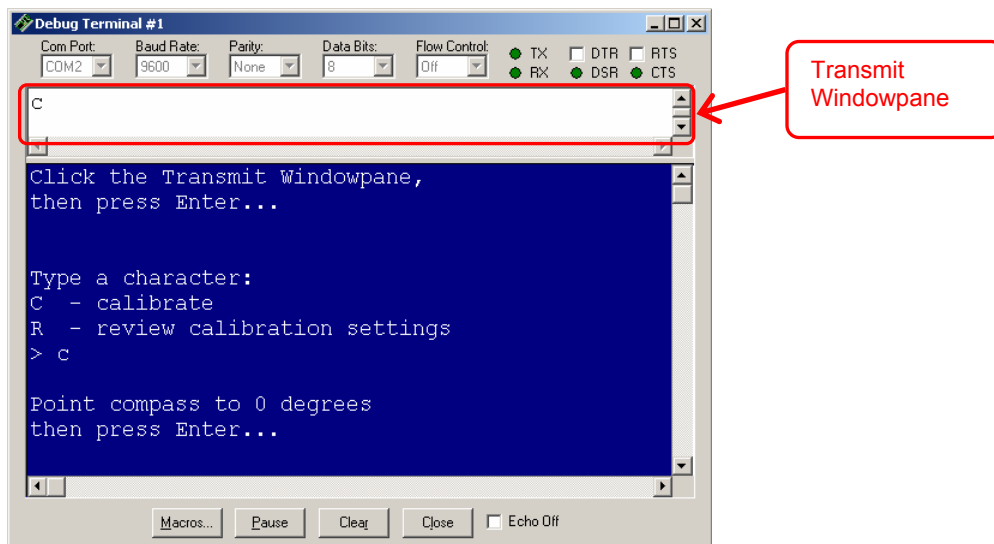 Debug Terminal #1
Com Port: Baud Rate: Parity: Data Bits: Flow Control: TX DTR RTS
COM2 9600 None 8 Off RX DSR CTS
C
Transmit
Windowpane
Click the Transmit Windowpane,
then press Enter...
Type a character:
C - calibrate
R - review calibration settings
> c
Point compass to 0 degrees
then press Enter...
Macros... Pause Clear Close Echo Off